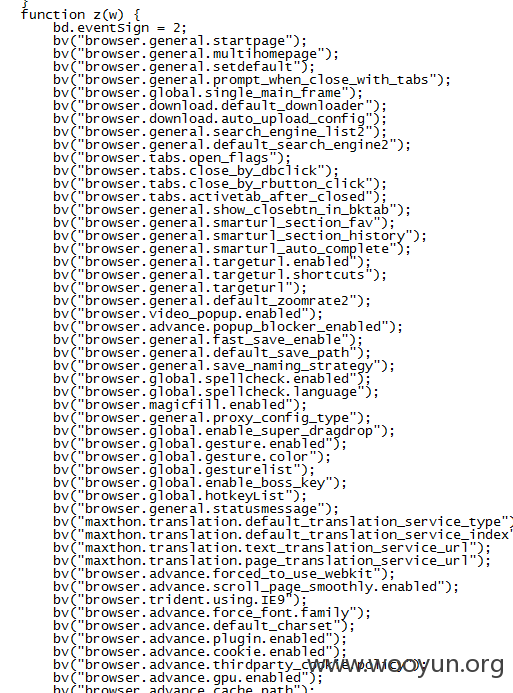 }
function z(w) {
bd.eventSign = 2;
bv("browser.general.startpage");
bv("browser.general.multihomepage");
bv("browser.general.setdefault");
bv("browser.general.prompt_when_close_with_tabs");
bv("browser.global.single_main_frame");
bv("browser.download.default_downloader");
bv("browser.download.auto_upload_config");
bv("browser.general.search_engine_list2");
bv("browser.general.default_search_engine2");
bv("browser.tabs.open_flags");
bv("browser.tabs.close_by_dbclick");
bv("browser.tabs.close_by_rbutton_click");
bv("browser.tabs.activetab_after_closed");
bv("browser.general.show_closebtn_in_bktab");
bv("browser.general.smarturl_section_fav");
bv("browser.general.smarturl_section_history");
bv("browser.general.smarturl_auto_complete");
bv("browser.general.targeturl.enabled");
bv("browser.general.targeturl.shortcuts");
bv("browser.general.targeturl");
bv("browser.general.default_zoomrate2");
bv("browser.video_popup.enabled");
bv("browser.advance.popup_blocker_enabled");
bv("browser.general.fast_save_enable");
bv("browser.general.default_save_path");
bv("browser.general.save_naming_strategy");
bv("browser.global.spellcheck.enabled");
bv("browser.global.spellcheck.language");
bv("browser.magicfill.enabled");
bv("browser.general.proxy_config_type");
bv("browser.global.enable_super_dragdrop");
bv("browser.global.gesture.enabled");
bv("browser.global.gesture.color");
bv("browser.global.gesturelist");
bv("browser.global.enable_boss_key");
bv("browser.global.hotkeyList");
bv("browser.general.statusmessage");
bv("maxthon.translation.default_translation_service_type")
bv("maxthon.translation.default_translation_service_index"
bv("maxthon.translation.text_translation_service_url");
bv("maxthon.translation.page_translation_service_url");
bv("browser.advance.forced_to_use_webkit");
bv("browser.advance.scroll_page_smoothly.enabled");
bv("browser.trident.using.IE9");
bv("browser.advance.force_font.family");
bv("browser.advance.default_charset");
bv("browser.advance.plugin.enabled");
bv("browser.advance.cookie.enabled");
bv("browser.advance.thirdparty_cookie.policy");
bv("browser.advance.gpu.enabled");
bv("browser.advance.cache_path");
www.wooyun.org